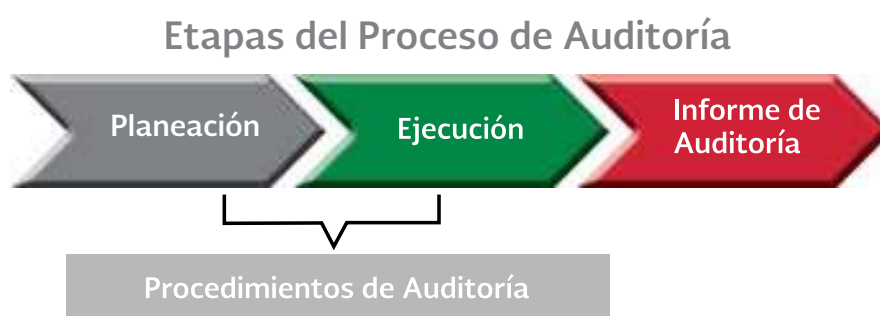 Etapas del Proceso de Auditoría
Planeación
Ejecución
Informe de
Auditoría
Procedimientos de Auditoría